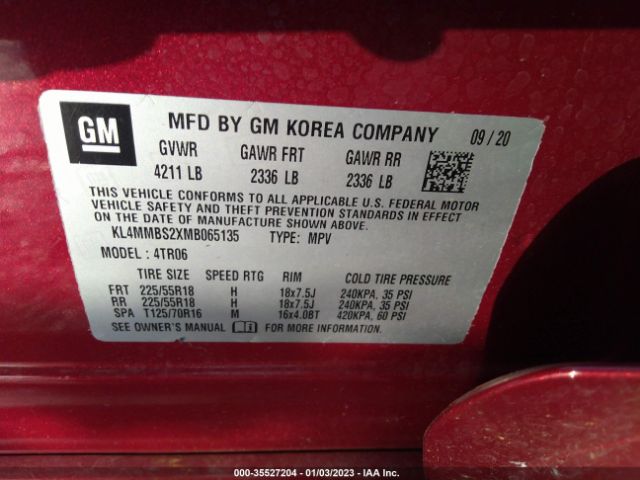 GM
MFD BY GM KOREA COMPANY 09/20
GVWR GAWR FRT GAWR RR
4211 LB 2336 LB 2336 LB
THIS VEHICLE CONFORMS TO ALL APPLICABLE U.S. FEDERAL MOTOR
VEHICLE SAFETY AND THEFT PREVENTION STANDARDS IN EFFECT
ON THE DATE OF MANUFACTURE SHOWN ABOVE.
KL4MMBS2XMB065135 TYPE: MPV
MODEL : 4TR06
TIRE SIZE SPEED RTG RIM COLD TIRE PRESSURE
FRT 225/55R18 H 18x7.5J 240KPA, 35 PSI
RR 225/55R18 H 18x7.5J 240KPA, 35 PSI
SPA T125/70R16 M 16x4.0BT 420KPA, 60 PSI
SEE OWNER'S MANUAL FOR MORE INFORMATION.
000-35527204 - 01/03/2023 - IAA Inc.